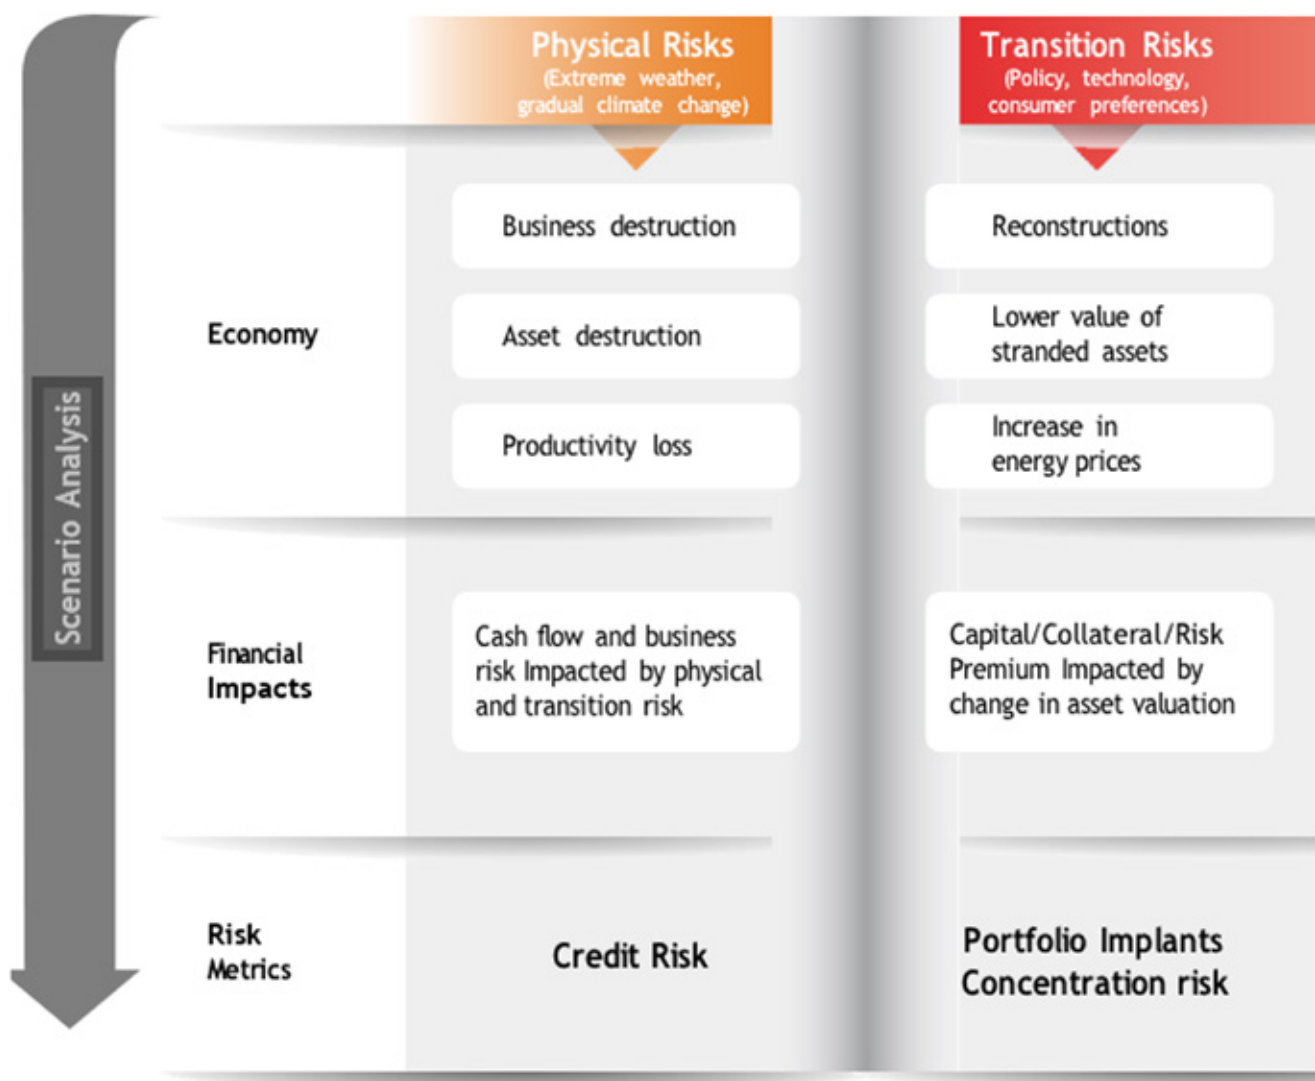 Physical Risks
(Extreme weather,
gradual climate change)
Transition Risks
(Policy, technology,
consumer preferences)
Scenario Analysis
Economy
Business destruction
Asset destruction
Productivity loss
Reconstructions
Lower value of
stranded assets
Increase in
energy prices
Financial
Impacts
Cash flow and business
risk Impacted by physical
and transition risk
Capital/Collateral/Risk
Premium Impacted by
change in asset valuation
Risk
Metrics
Credit Risk
Portfolio Implants
Concentration risk